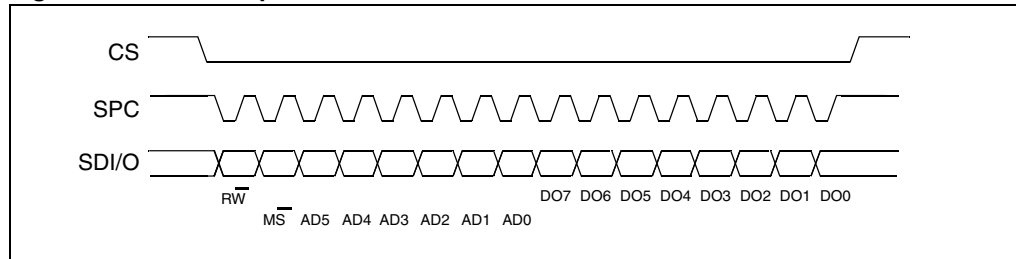 CS
SPC
SDI/O
RW DO7 DO6 DO5 DO4 DO3 DO2 DO1 DO0
MS AD5 AD4 AD3 AD2 AD1 AD0